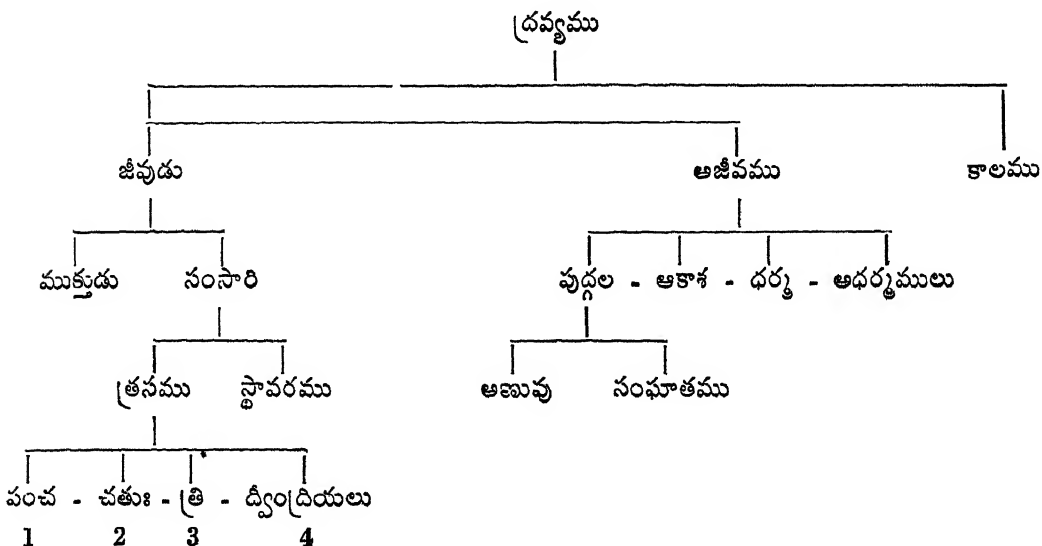 ద్రవ్యము
జీవుడు అజీవము కాలము
ముక్తుడు సంసారి పుద్గల - ఆకాశ - ధర్మ - అధర్మములు
త్రసము స్థావరము అణువు సంఘాతము
పంచ - చతుః - త్రి - ద్వీంద్రియలు
1 2 3 4